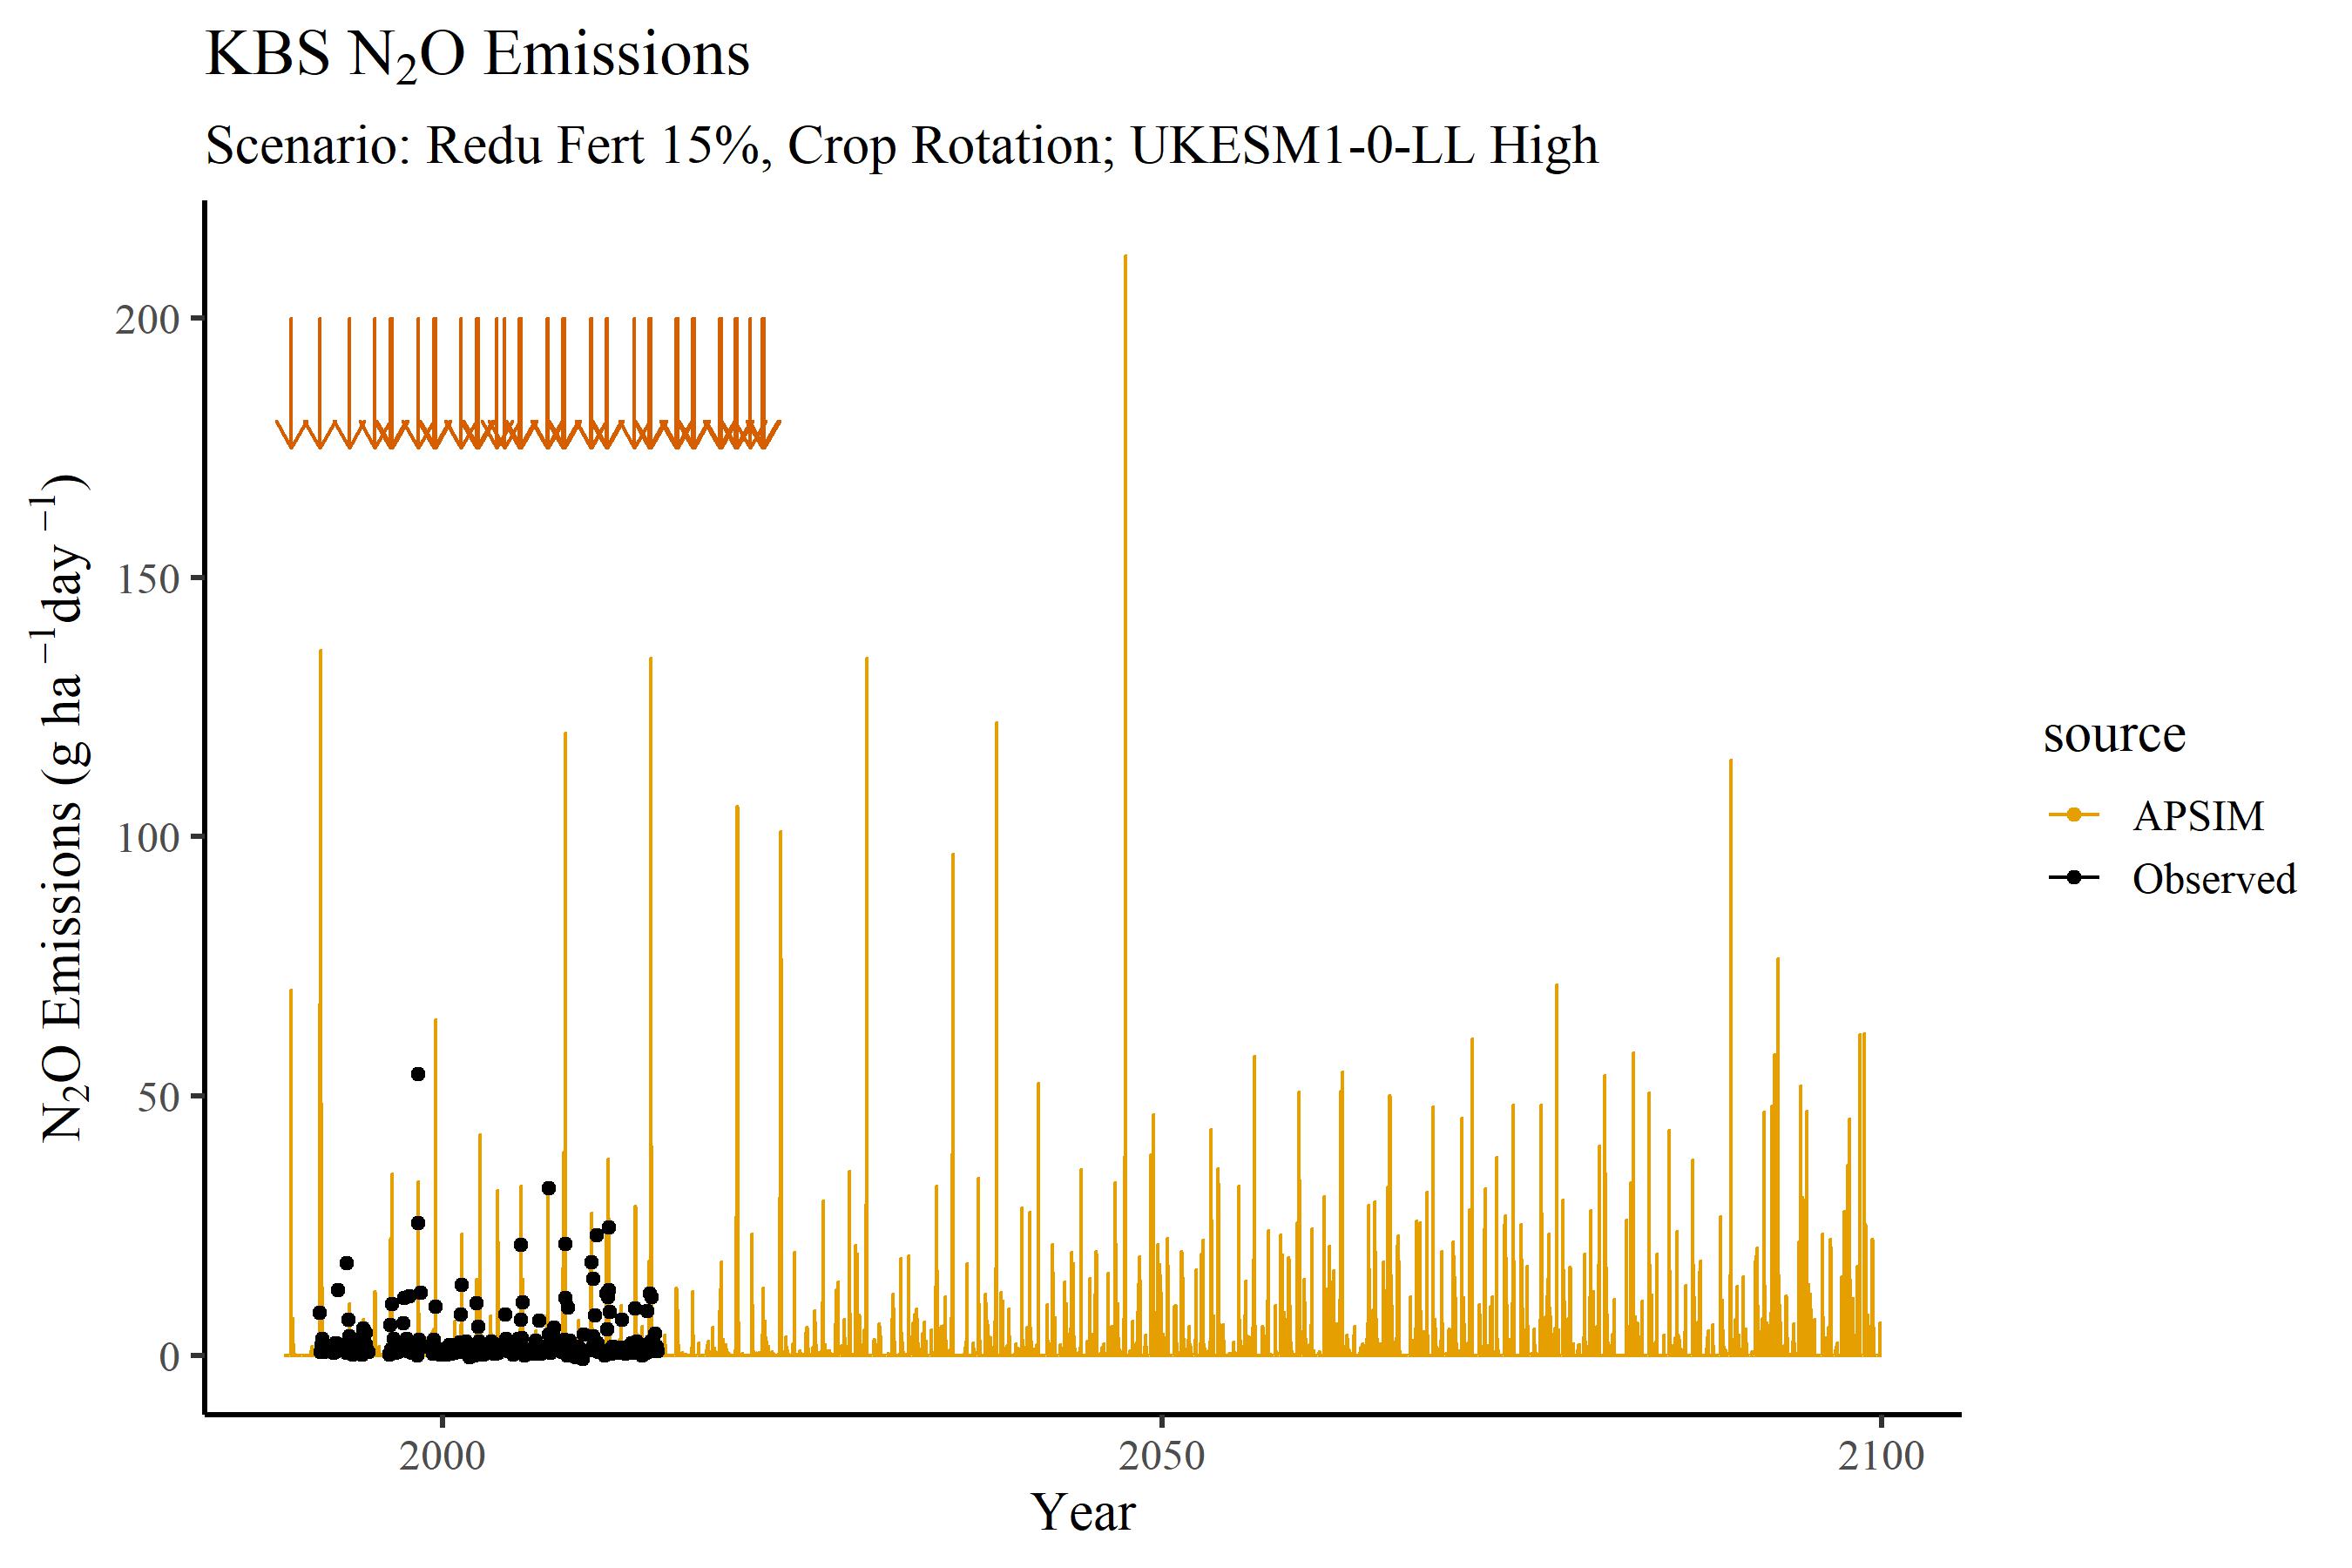 KBS N₂O Emissions
Scenario: Redu Fert 15%, Crop Rotation; UKESM1-0-LL High
N₂O Emissions (g ha ⁻¹day ⁻¹)
200
150
100
50
0
2000
2050
2100
Year
source
APSIM
Observed